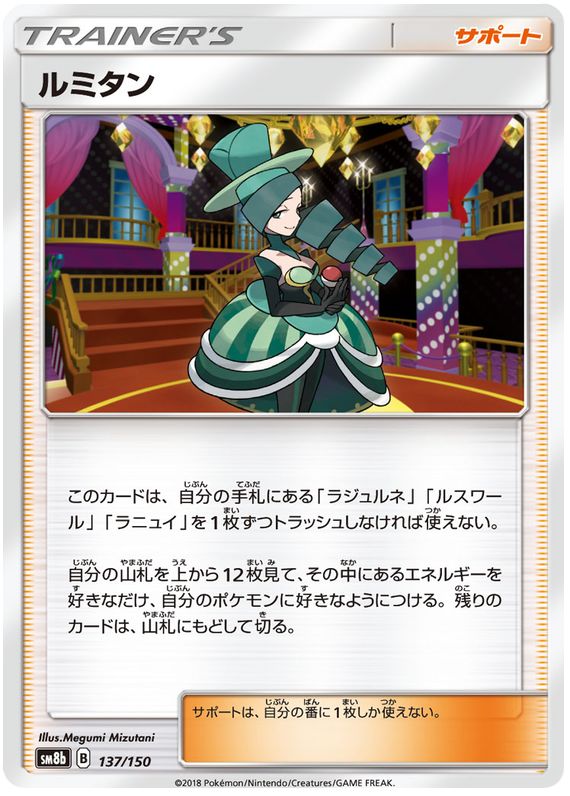 TRAINER'S
サポート
ルミタン
このカードは、自分の手札にある「ラジュルネ」「ルスワー
ル」「ラニュイ」を1枚ずつトラッシュしなければ使えない。
自分の山札を上から12枚見て、その中にあるエネルギーを
好きなだけ、自分のポケモンに好きなようにつける。残りの
カードは、山札にもどして切る。
サポートは、自分の番に1枚しか使えない。
Illus.Megumi Mizutani
SM8b B 137/150
©2018 Pokémon/Nintendo/Creatures/GAME FREAK.